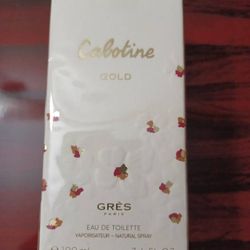 Cabotine
GOLD
GRÈS
PARIS
EAU DE TOILETTE
VAPORISATEUR – NATURAL SPRAY